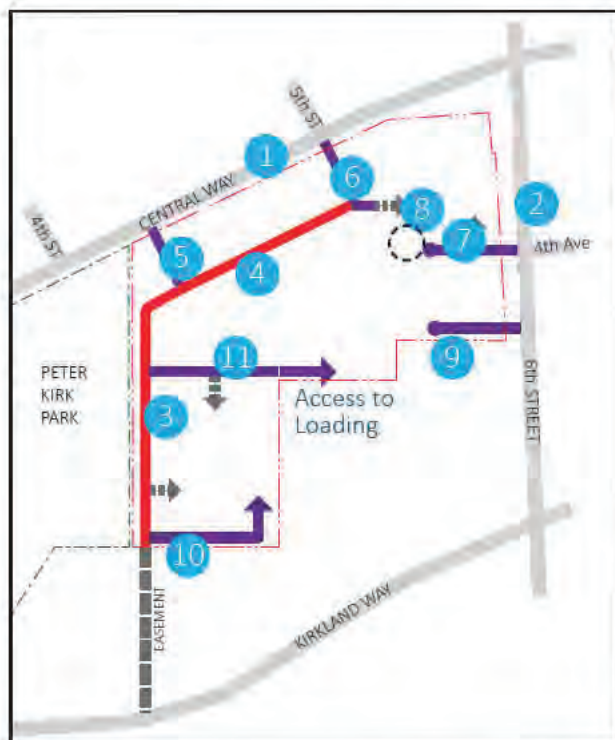 5th ST
1
CENTRAL WAY
4th ST
6
8
2
7
4th Ave
5
4
9
11
PETER
KIRK
PARK
3
Access to
Loading
6th STREET
10
EASEMENT
KIRKLAND WAY